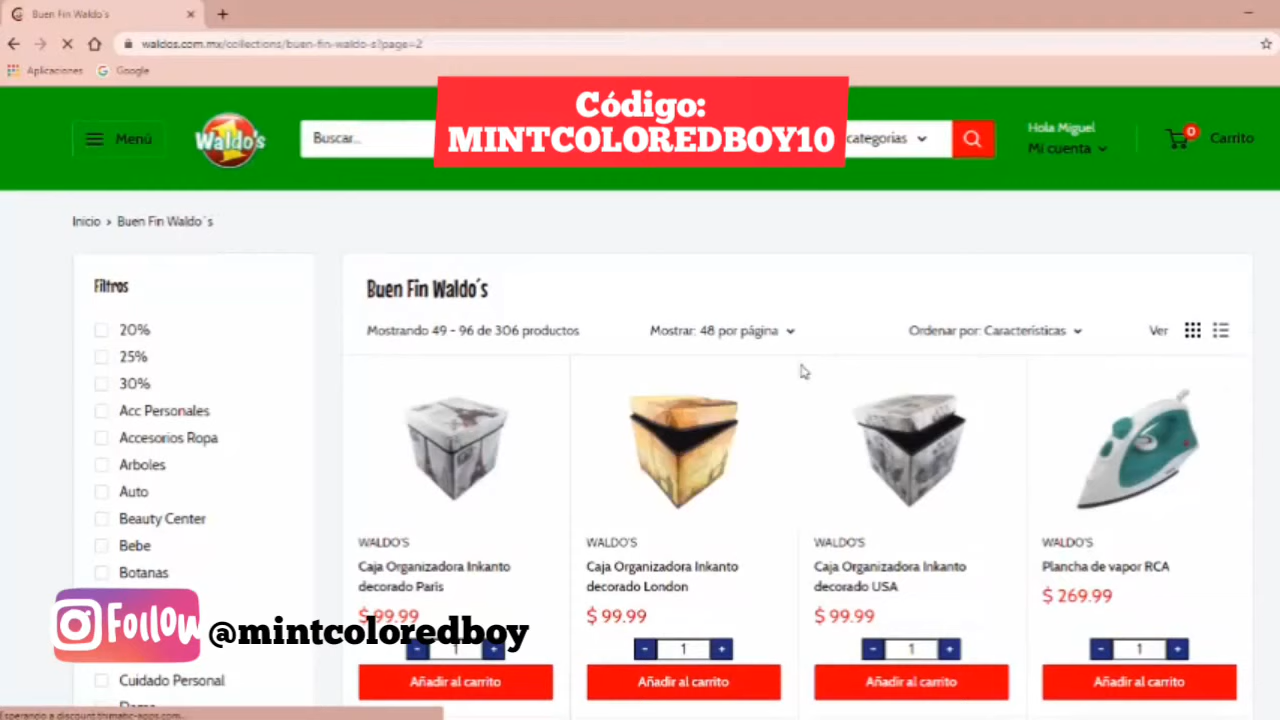 Buen Fin Waldo's
waldos.com.mx/collections/buen-fin-waldo-s?page=2
Aplicaciones
Google
Código:
MINTCOLOREDBOY10
Menú
Waldo's
Buscar...
categorias
Hola Miguel
Mi cuenta
0
Carrito
Inicio > Buen Fin Waldo´s
Filtros
20%
25%
30%
Acc Personales
Accesorios Ropa
Arboles
Auto
Beauty Center
Bebe
Botanas
Cuidado Personal
Buen Fin Waldo´s
Mostrando 49 - 96 de 306 productos
Mostrar: 48 por página
Ordenar por: Características
Ver
WALDO'S
Caja Organizadora Inkanto
decorado Paris
$ 99.99
- 1 +
Añadir al carrito
WALDO'S
Caja Organizadora Inkanto
decorado London
$ 99.99
- 1 +
Añadir al carrito
WALDO'S
Caja Organizadora Inkanto
decorado USA
$ 99.99
- 1 +
Añadir al carrito
WALDO'S
Plancha de vapor RCA
$ 269.99
- 1 +
Añadir al carrito
Follow
@mintcoloredboy
Esperando a discount.thimatic-apps.com...